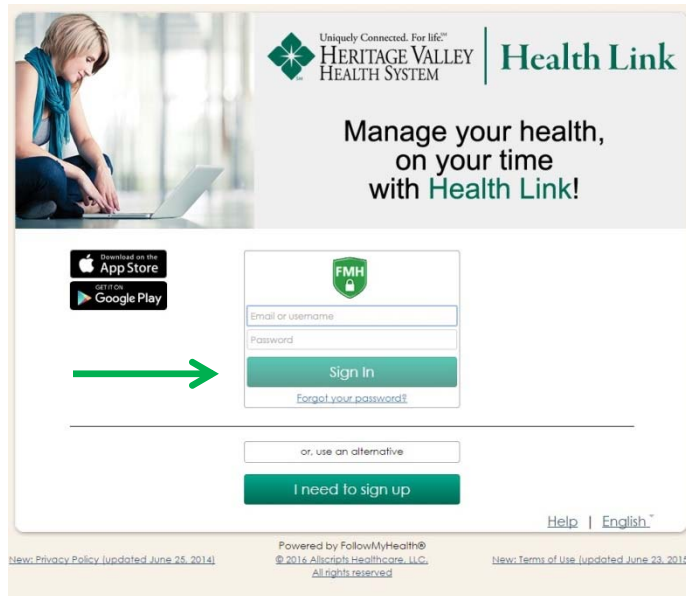 Uniquely Connected. For life.℠
HERITAGE VALLEY
HEALTH SYSTEM
Health Link
Manage your health,
on your time
with Health Link!
Download on the
App Store
GET IT ON
Google Play
FMH
Email or username
Password
Sign In
Forgot your password?
or, use an alternative
I need to sign up
Help | English
Powered by FollowMyHealth®
New: Privacy Policy (updated June 25, 2014)
© 2016 Allscripts Healthcare, LLC.
New: Terms of Use (updated June 23, 2015
All rights reserved